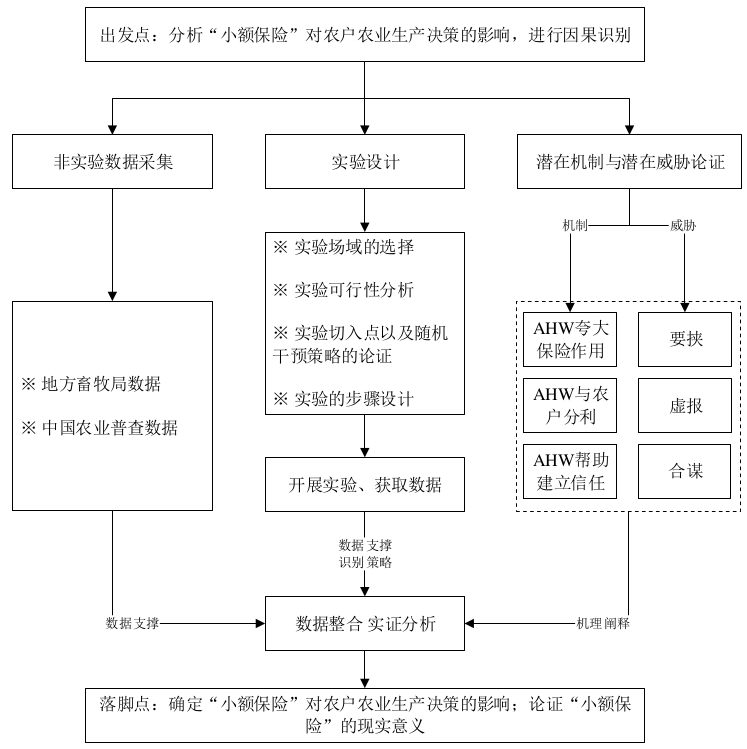 出发点：分析“小额保险”对农户农业生产决策的影响，进行因果识别
非实验数据采集
实验设计
潜在机制与潜在威胁论证
机制
威胁
※ 实验场域的选择
※ 实验可行性分析
※ 实验切入点以及随机
干预策略的论证
※ 实验的步骤设计
※ 地方畜牧局数据
※ 中国农业普查数据
AHW夸大
保险作用
要挟
AHW与农
户分利
虚报
AHW帮助
建立信任
合谋
开展实验、获取数据
数据支撑
识别策略
数据支撑
数据整合 实证分析
机理阐释
落脚点：确定“小额保险”对农户农业生产决策的影响；论证“小额保
险”的现实意义